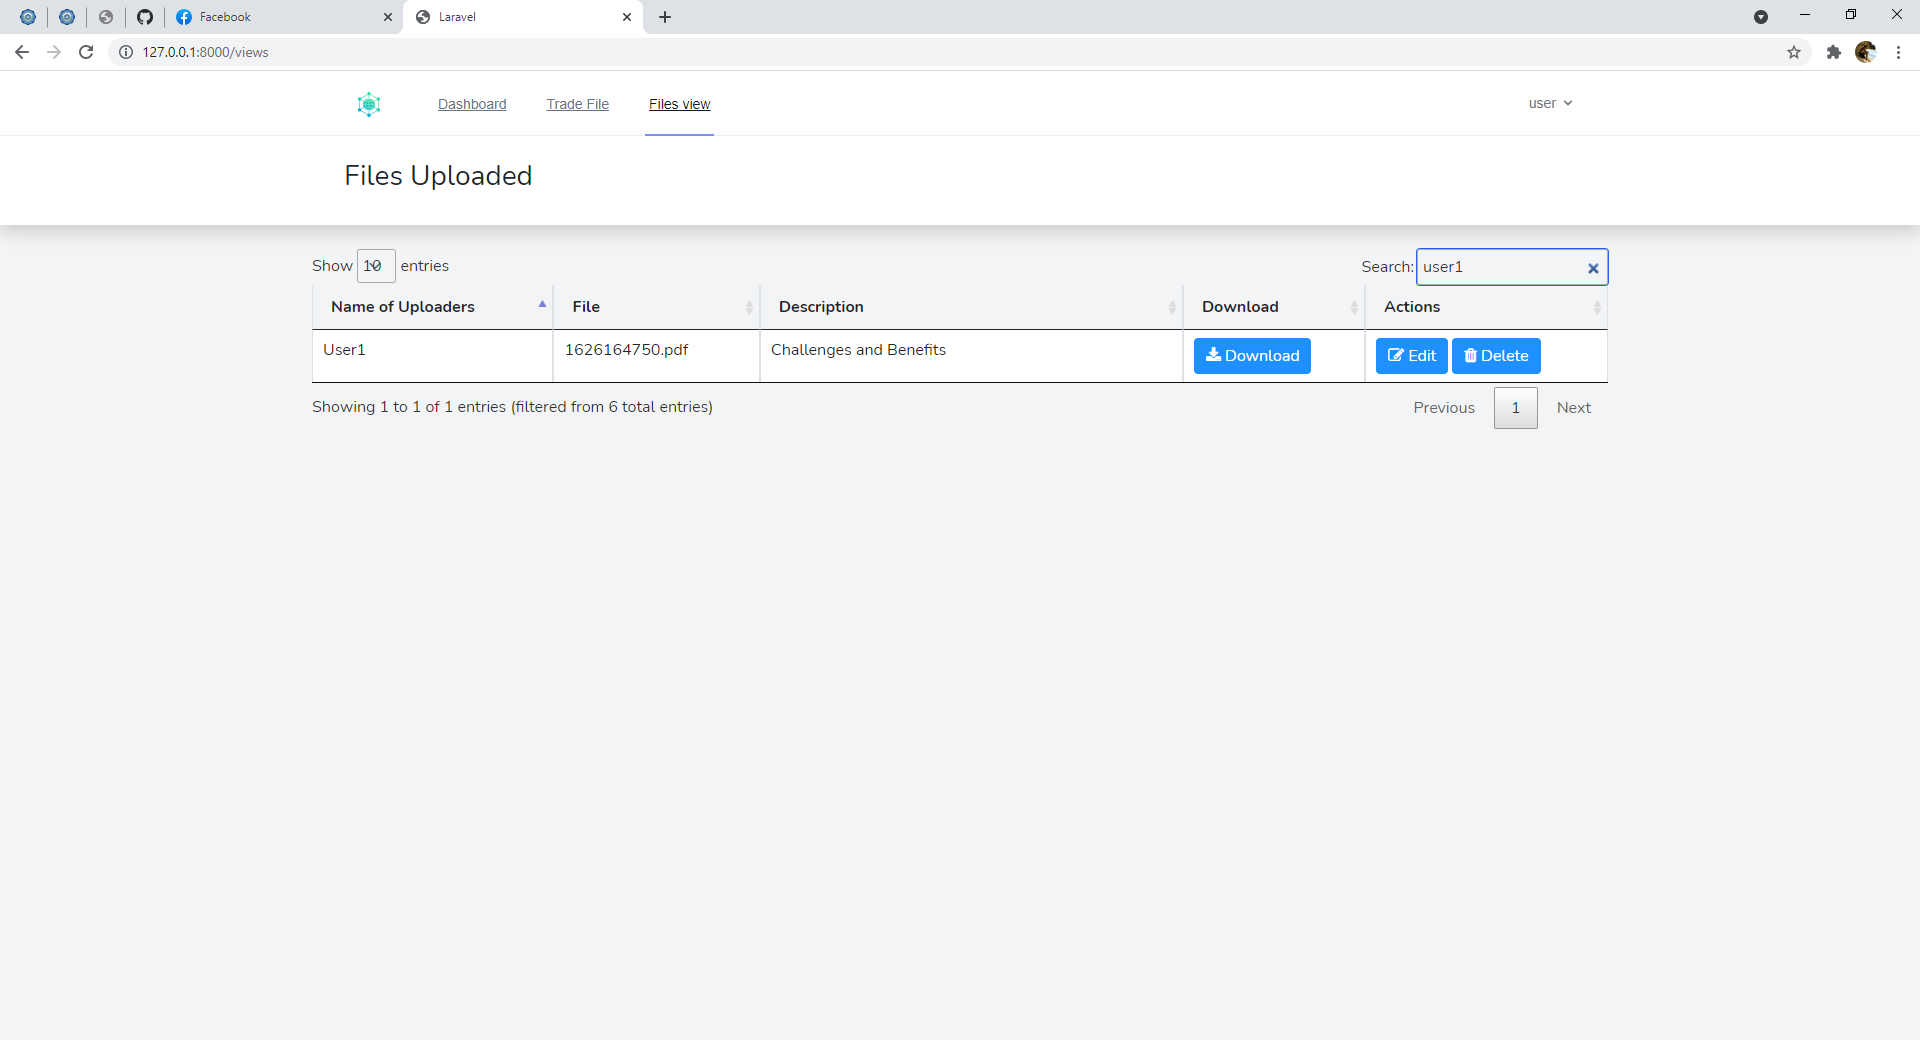 Facebook
Laravel
127.0.0.1:8000/views
Dashboard Trade File Files view user
Files Uploaded
Show 10 entries Search: user1
Name of Uploaders File Description Download Actions
User1 1626164750.pdf Challenges and Benefits Download Edit Delete
Showing 1 to 1 of 1 entries (filtered from 6 total entries) Previous 1 Next